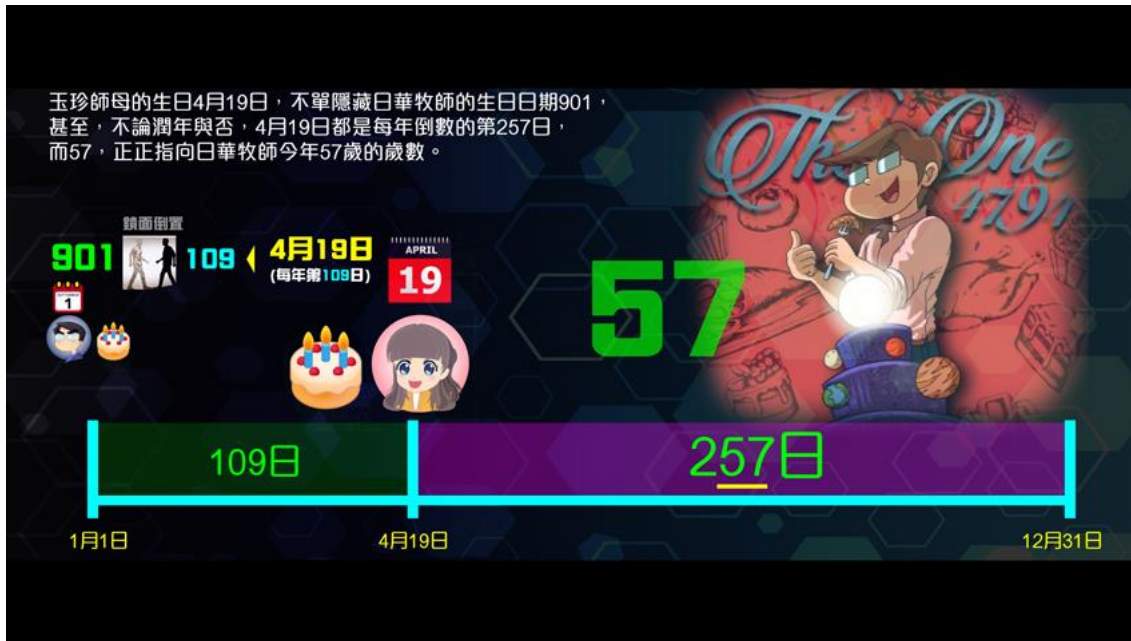 玉珍師母的生日4月19日，不單隱藏日華牧師的生日日期901，
甚至，不論潤年與否，4月19日都是每年倒數的第257日，
而57，正正指向日華牧師今年57歲的歲數。
The One
4794
鏡面倒置
901
109
4月19日
(每年第109日)
APRIL
19
SEPTEMBER
1
57
109日
257日
1月1日
4月19日
12月31日